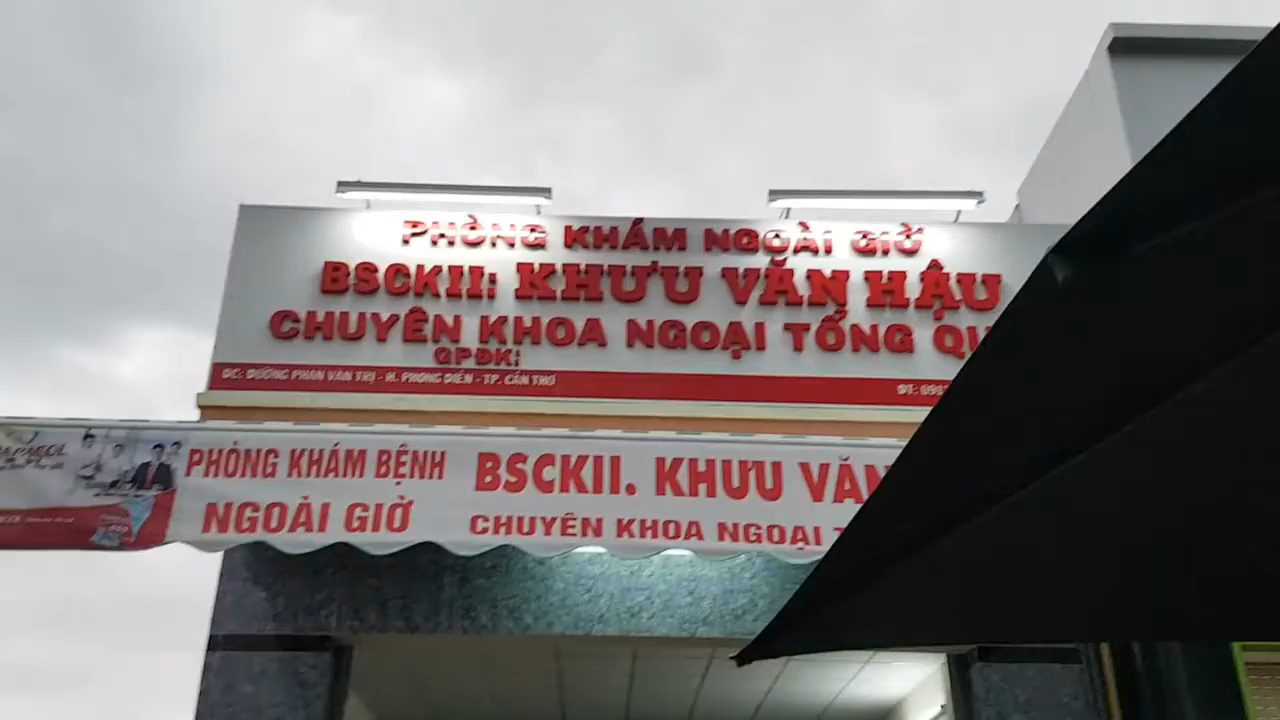 PHÒNG KHÁM NGOÀI GIỜ
BSCKII: KHƯU VĂN HẬU
CHUYÊN KHOA NGOẠI TỔNG QU
GPĐK:
ĐC: ĐƯỜNG PHAN VĂN TRỊ - H. PHONG ĐIỀN - TP. CẦN THƠ
ĐT:
PHÒNG KHÁM BỆNH
NGOÀI GIỜ
BSCKII. KHƯU VĂN
CHUYÊN KHOA NGOẠI T